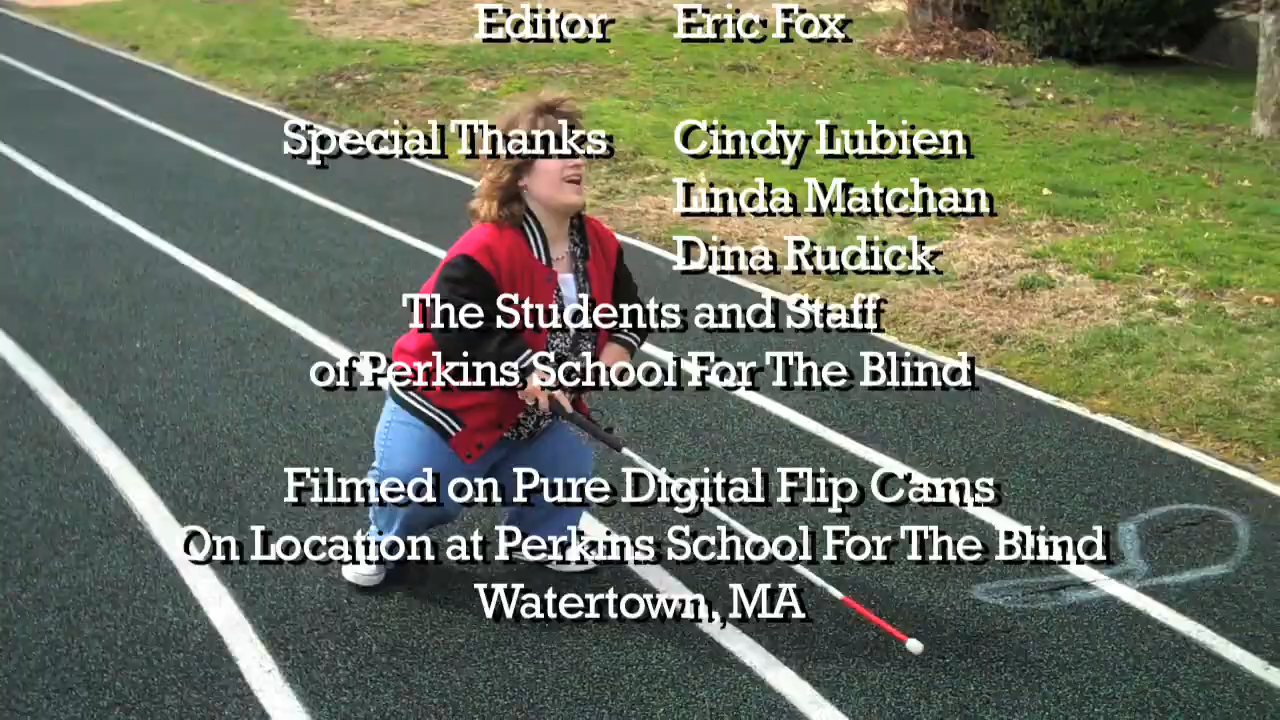 Editor Eric Fox
Special Thanks Cindy Lubien
Linda Matchan
Dina Rudick
The Students and Staff
of Perkins School For The Blind
Filmed on Pure Digital Flip Cams
On Location at Perkins School For The Blind
Watertown, MA